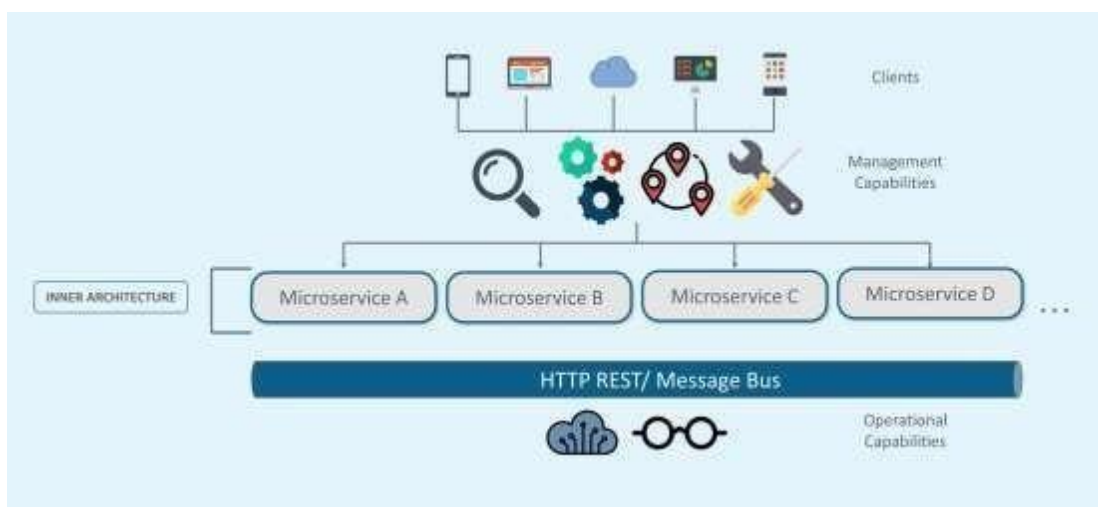 Clients
Management
Capabilities
INNER ARCHITECTURE
Microservice A
Microservice B
Microservice C
Microservice D
...
HTTP REST/ Message Bus
Operational
Capabilities